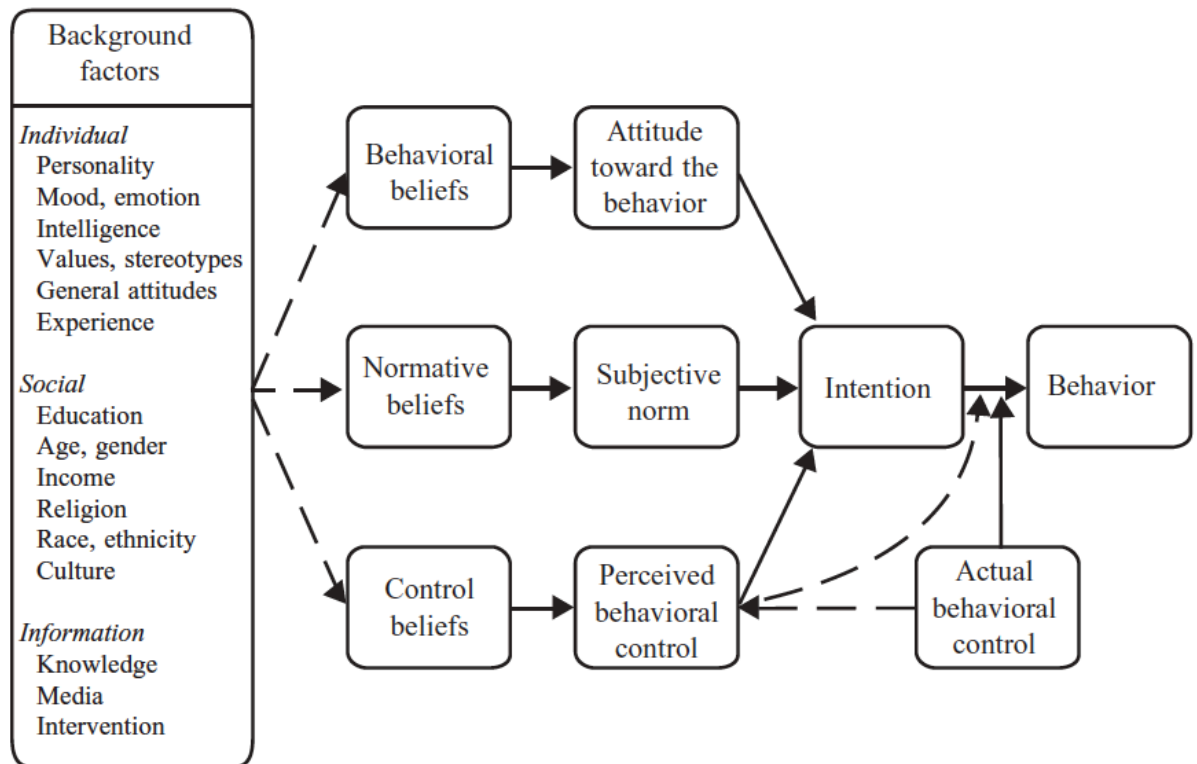 Background
factors
Individual
Personality
Mood, emotion
Intelligence
Values, stereotypes
General attitudes
Experience
Social
Education
Age, gender
Income
Religion
Race, ethnicity
Culture
Information
Knowledge
Media
Intervention
Behavioral
beliefs
Attitude
toward the
behavior
Normative
beliefs
Subjective
norm
Intention
Behavior
Control
beliefs
Perceived
behavioral
control
Actual
behavioral
control